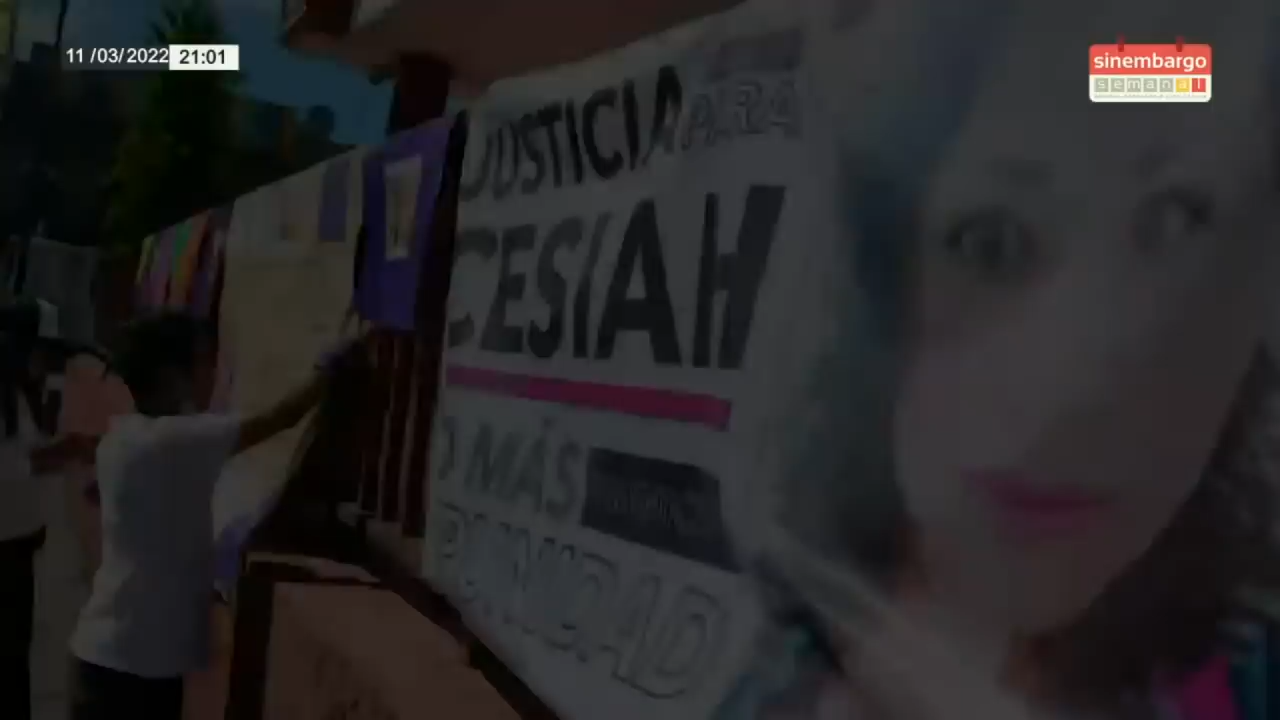 11 /03/2022 21:01
sinembargo
semanal
JUSTICIA PARA
CESIAH
MÁS